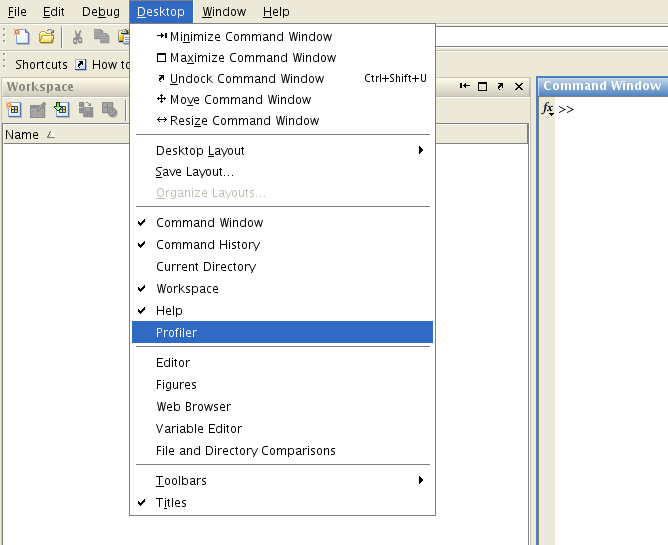 File Edit Debug Desktop Window Help
Shortcuts How to
Workspace
Name
Minimize Command Window
Maximize Command Window
Undock Command Window Ctrl+Shift+U
Move Command Window
Resize Command Window
Desktop Layout
Save Layout...
Organize Layouts...
Command Window
Command History
Current Directory
Workspace
Help
Profiler
Editor
Figures
Web Browser
Variable Editor
File and Directory Comparisons
Toolbars
Titles
Command Window
fx >>